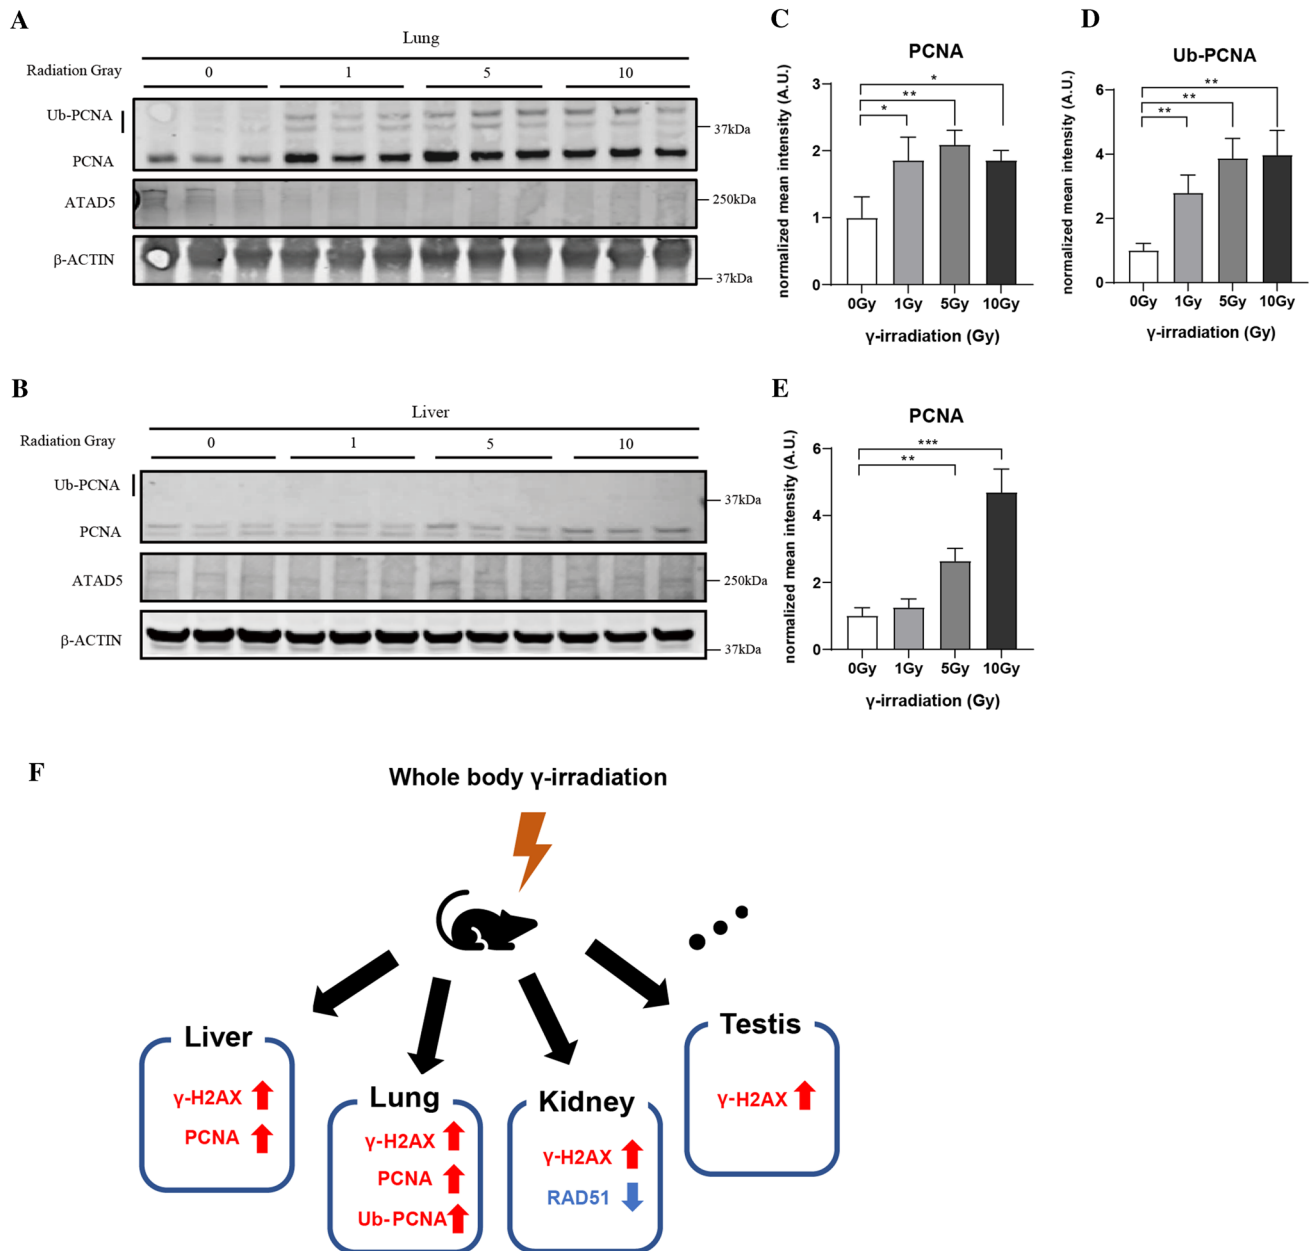 A
Lung
Radiation Gray 0 1 5 10
Ub-PCNA
37kDa
PCNA
ATAD5
250kDa
β-ACTIN
37kDa
C
PCNA
normalized mean intensity (A.U.)
3
2
1
0
*
**
*
0Gy 1Gy 5Gy 10Gy
γ-irradiation (Gy)
D
Ub-PCNA
normalized mean intensity (A.U.)
6
4
2
0
**
**
**
0Gy 1Gy 5Gy 10Gy
γ-irradiation (Gy)
B
Liver
Radiation Gray 0 1 5 10
Ub-PCNA
37kDa
PCNA
ATAD5
250kDa
β-ACTIN
37kDa
E
PCNA
normalized mean intensity (A.U.)
6
4
2
0
***
**
0Gy 1Gy 5Gy 10Gy
γ-irradiation (Gy)
F
Whole body γ-irradiation
Liver
γ-H2AX
PCNA
Lung
γ-H2AX
PCNA
Ub-PCNA
Kidney
γ-H2AX
RAD51
Testis
γ-H2AX